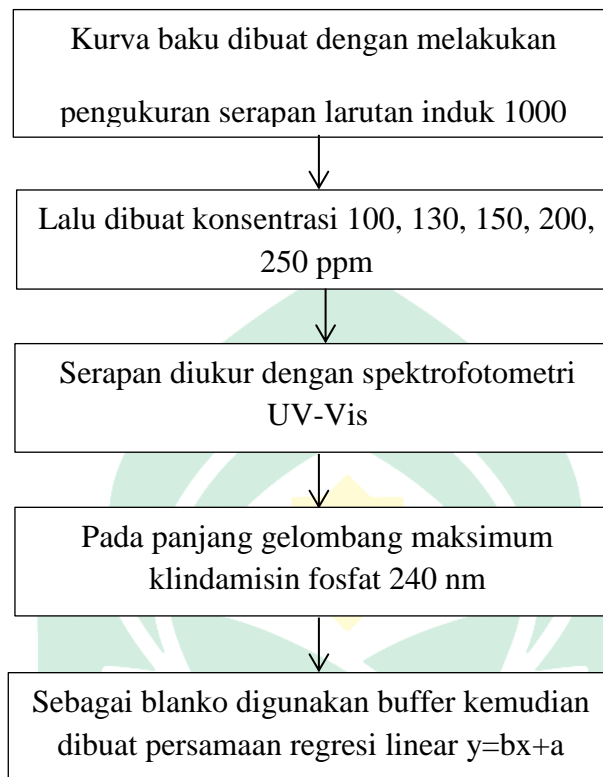 Kurva baku dibuat dengan melakukan
pengukuran serapan larutan induk 1000
Lalu dibuat konsentrasi 100, 130, 150, 200,
250 ppm
Serapan diukur dengan spektrofotometri
UV-Vis
Pada panjang gelombang maksimum
klindamisin fosfat 240 nm
Sebagai blanko digunakan buffer kemudian
dibuat persamaan regresi linear y=bx+a